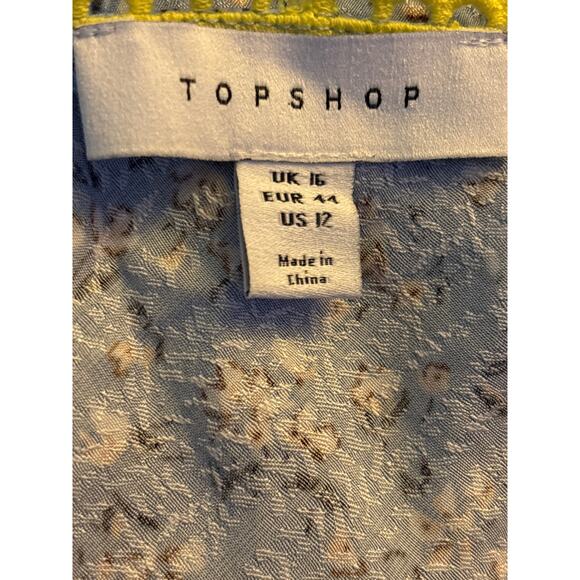 TOPSHOP
UK 16
EUR 44
US 12
Made in
China